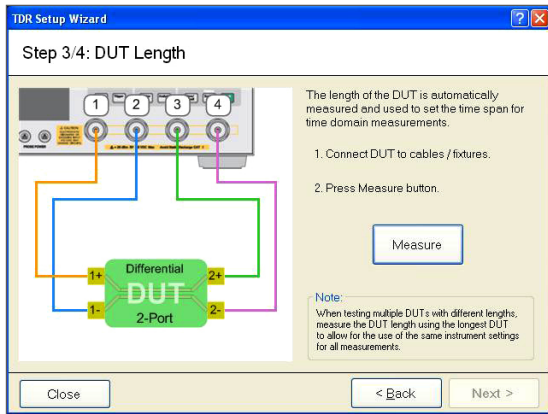 TDR Setup Wizard
Step 3/4: DUT Length
1 2 3 4
The length of the DUT is automatically
measured and used to set the time span for
time domain measurements.
1. Connect DUT to cables / fixtures.
2. Press Measure button.
Measure
Differential
1+ 2+
DUT
1- 2-
2-Port
Note:
When testing multiple DUTs with different lengths,
measure the DUT length using the longest DUT
to allow for the use of the same instrument settings
for all measurements.
Close
< Back
Next >